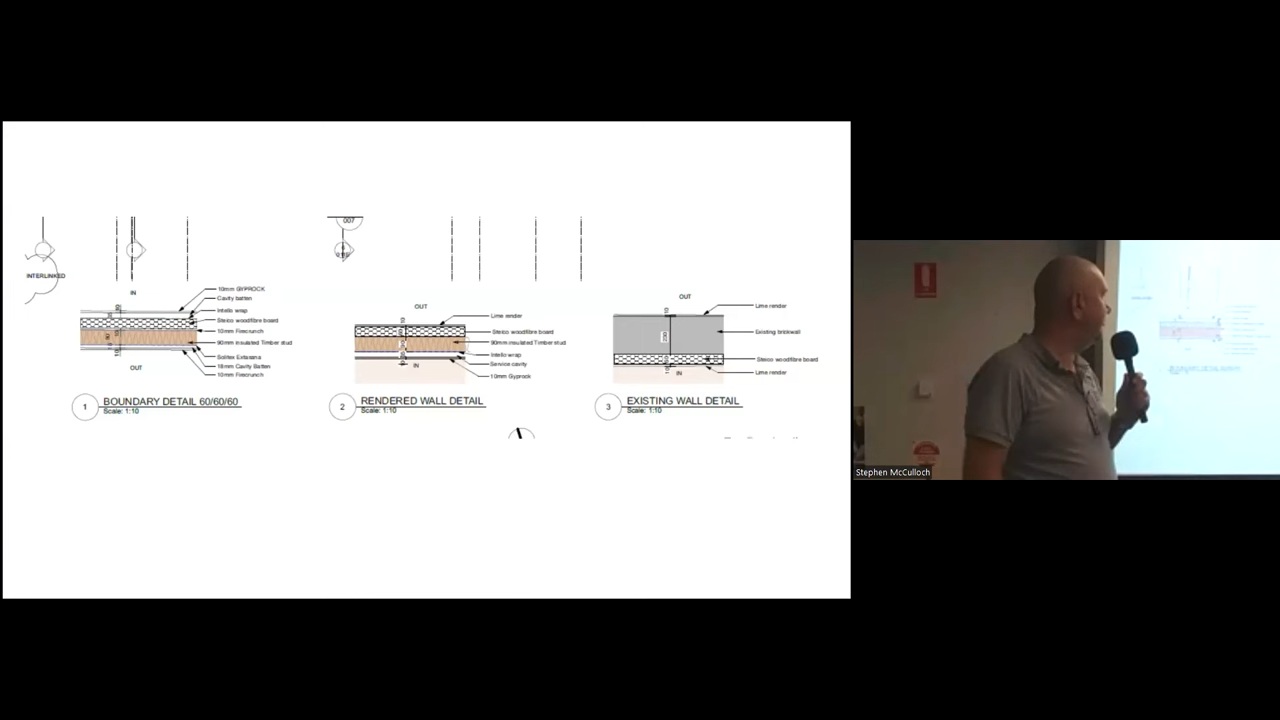 INTERLINKED
IN
10mm GYPROCK
Cavity batten
Intello wrap
Steico woodfibre board
10mm Firecrunch
90mm insulated Timber stud
Solitex Extasana
18mm Cavity Batten
10mm Firecrunch
OUT
1
BOUNDARY DETAIL 60/60/60
Scale: 1:10
007
OUT
10
Lime render
Steico woodfibre board
90mm insulated Timber stud
Intello wrap
Service cavity
10mm Gyprock
IN
2
RENDERED WALL DETAIL
Scale: 1:10
OUT
10
Lime render
230
Existing brickwall
Steico woodfibre board
Lime render
IN
3
EXISTING WALL DETAIL
Scale: 1:10
Stephen McCulloch